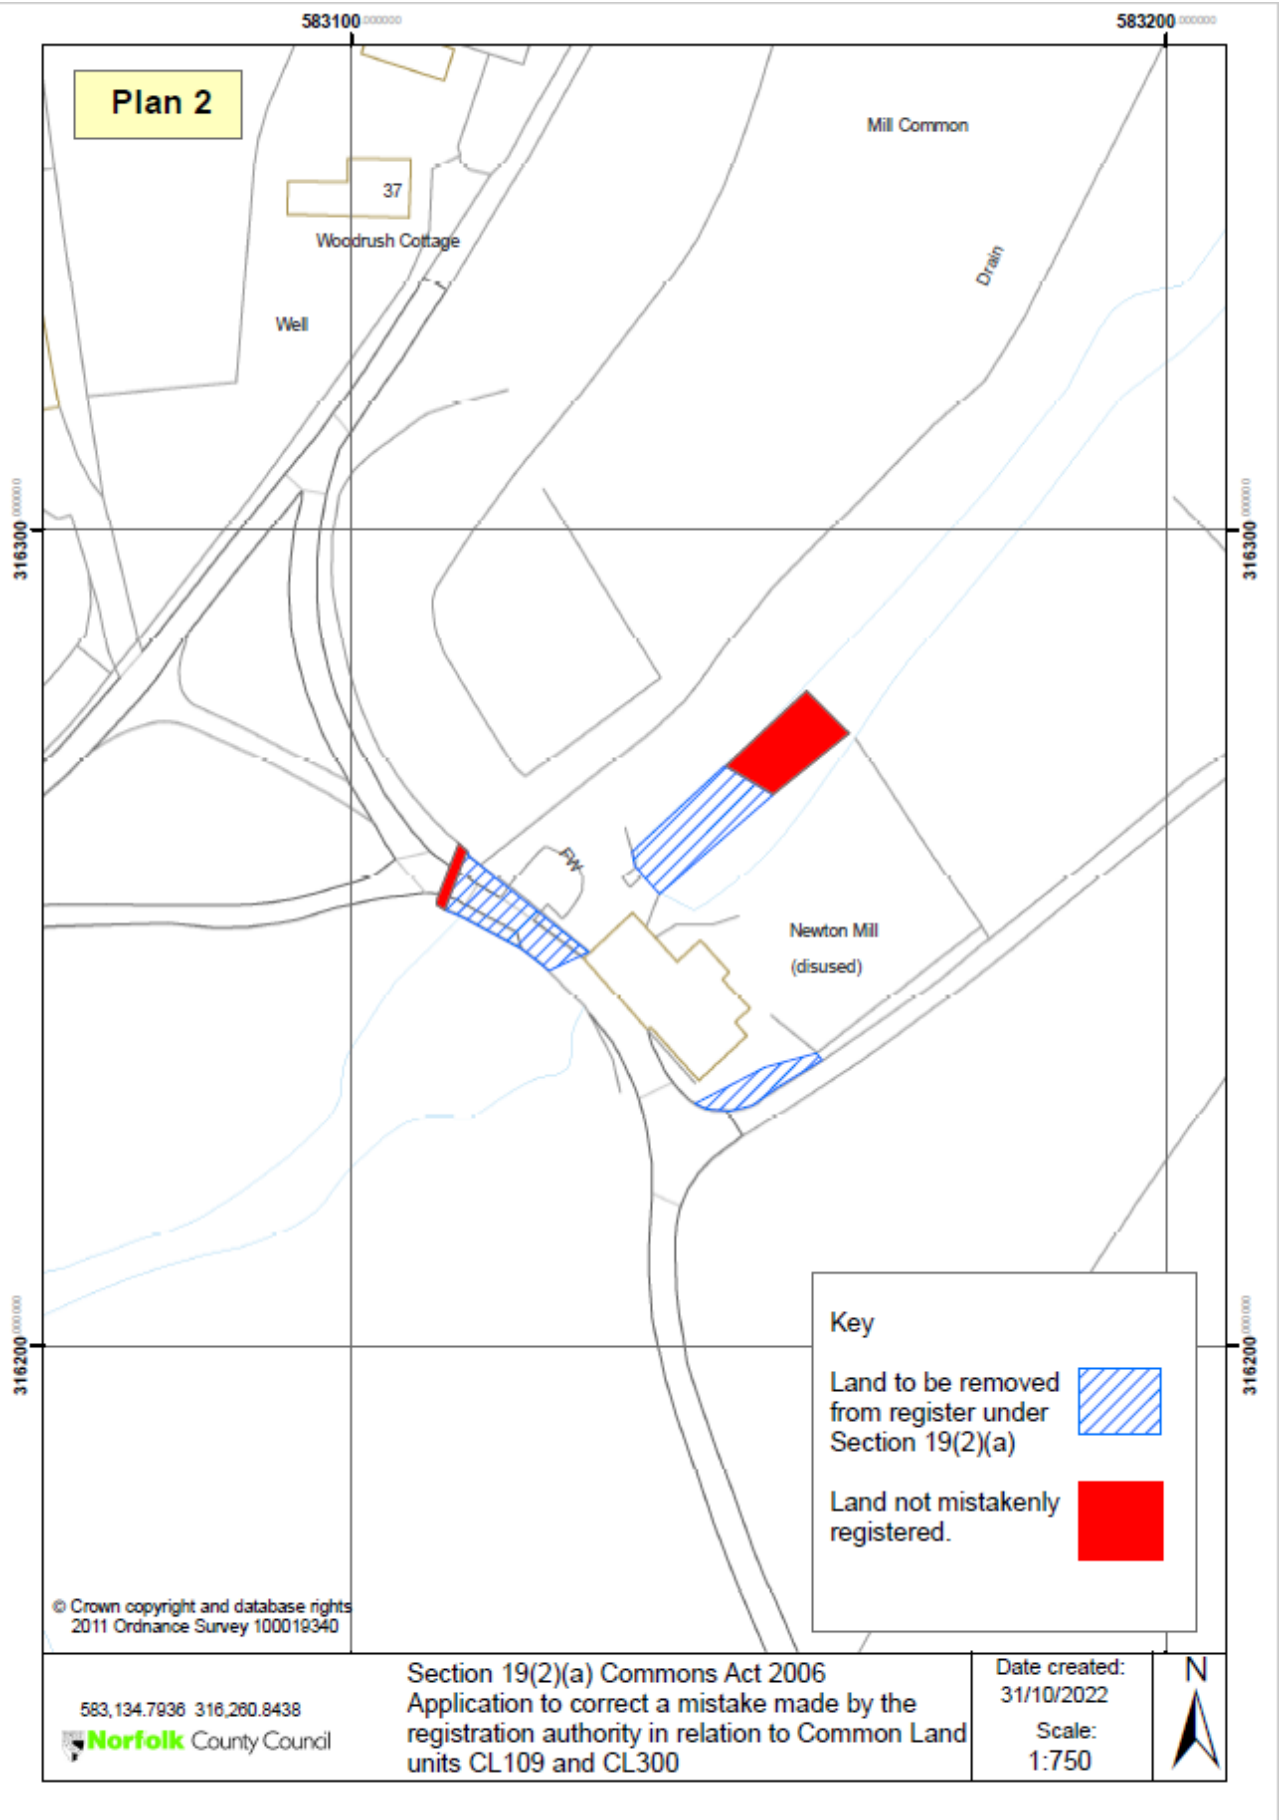 583100.000000
583200.000000
Plan 2
Mill Common
37
Woodrush Cottage
Drain
Well
316300.000000
316300.000000
FW
Newton Mill
(disused)
316200.000000
316200.000000
Key
Land to be removed
from register under
Section 19(2)(a)
Land not mistakenly
registered.
© Crown copyright and database rights
2011 Ordnance Survey 100019340
583,134.7936 316,260.8438
Norfolk County Council
Section 19(2)(a) Commons Act 2006
Application to correct a mistake made by the
registration authority in relation to Common Land
units CL109 and CL300
Date created:
31/10/2022
Scale:
1:750
N